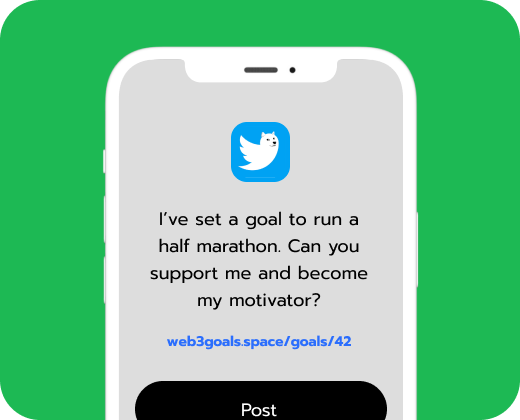 I’ve set a goal to run a
half marathon. Can you
support me and become
my motivator?
web3goals.space/goals/42
Post